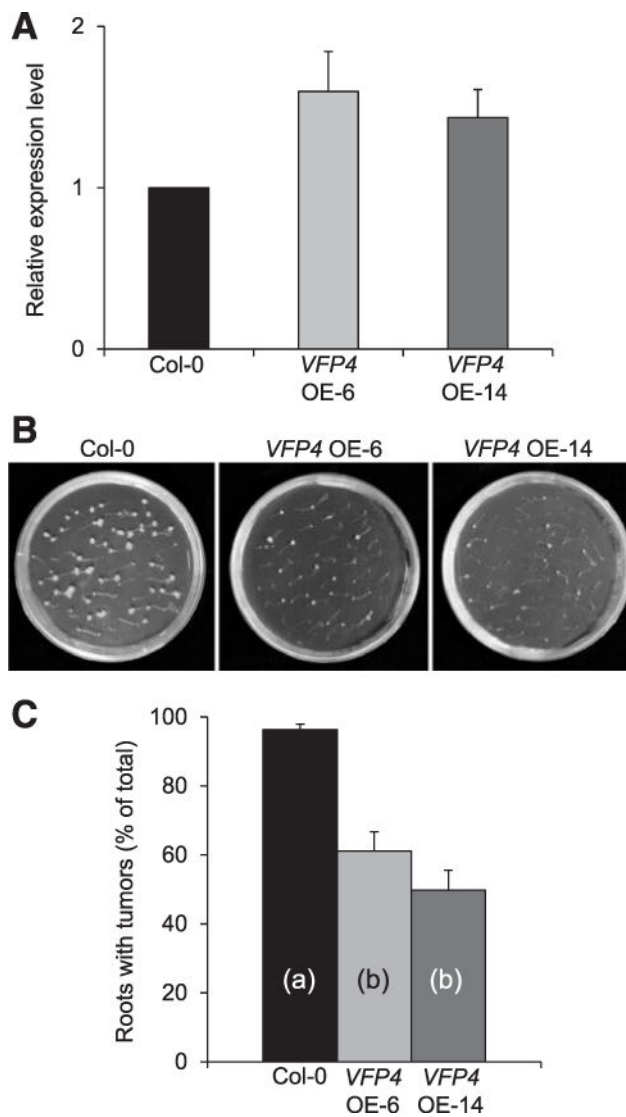 A
Relative expression level
2
1
0
Col-0
VFP4
OE-6
VFP4
OE-14
B
Col-0
VFP4 OE-6
VFP4 OE-14
C
Roots with tumors (% of total)
100
80
60
40
20
0
(a)
(b)
(b)
Col-0
VFP4
OE-6
VFP4
OE-14